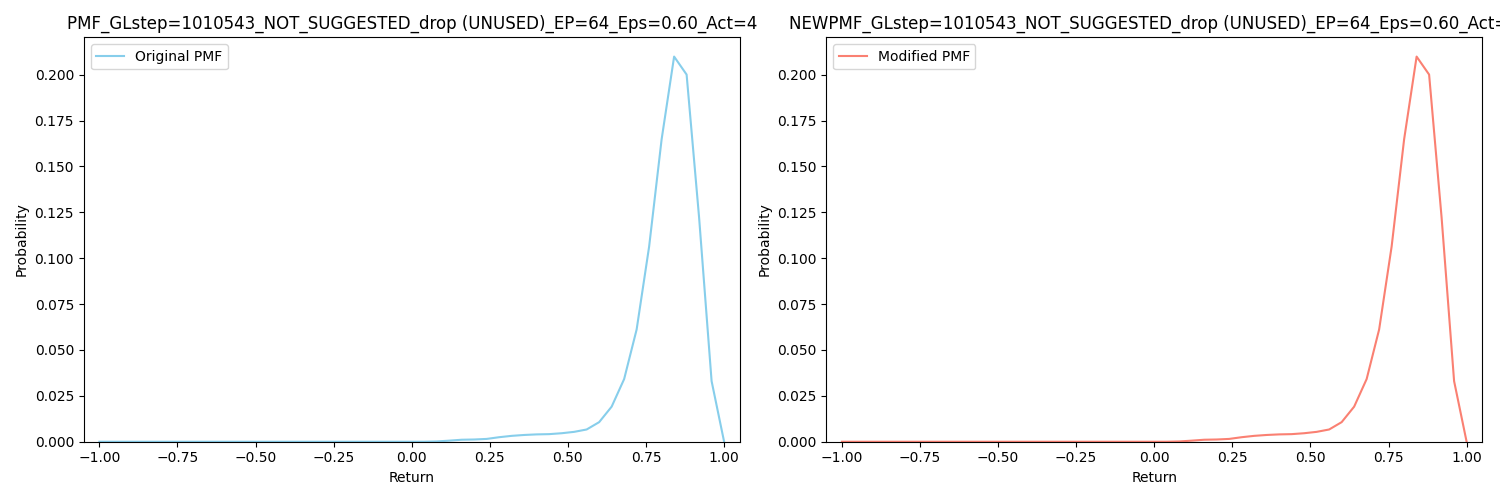 PMF_GLstep=1010543_NOT_SUGGESTED_drop (UNUSED)_EP=64_Eps=0.60_Act=4
Original PMF
0.200
0.175
0.150
0.125
0.100
0.075
0.050
0.025
0.000
Probability
−1.00 −0.75 −0.50 −0.25 0.00 0.25 0.50 0.75 1.00
Return
NEWPMF_GLstep=1010543_NOT_SUGGESTED_drop (UNUSED)_EP=64_Eps=0.60_Act=
Modified PMF
0.200
0.175
0.150
0.125
0.100
0.075
0.050
0.025
0.000
Probability
−1.00 −0.75 −0.50 −0.25 0.00 0.25 0.50 0.75 1.00
Return